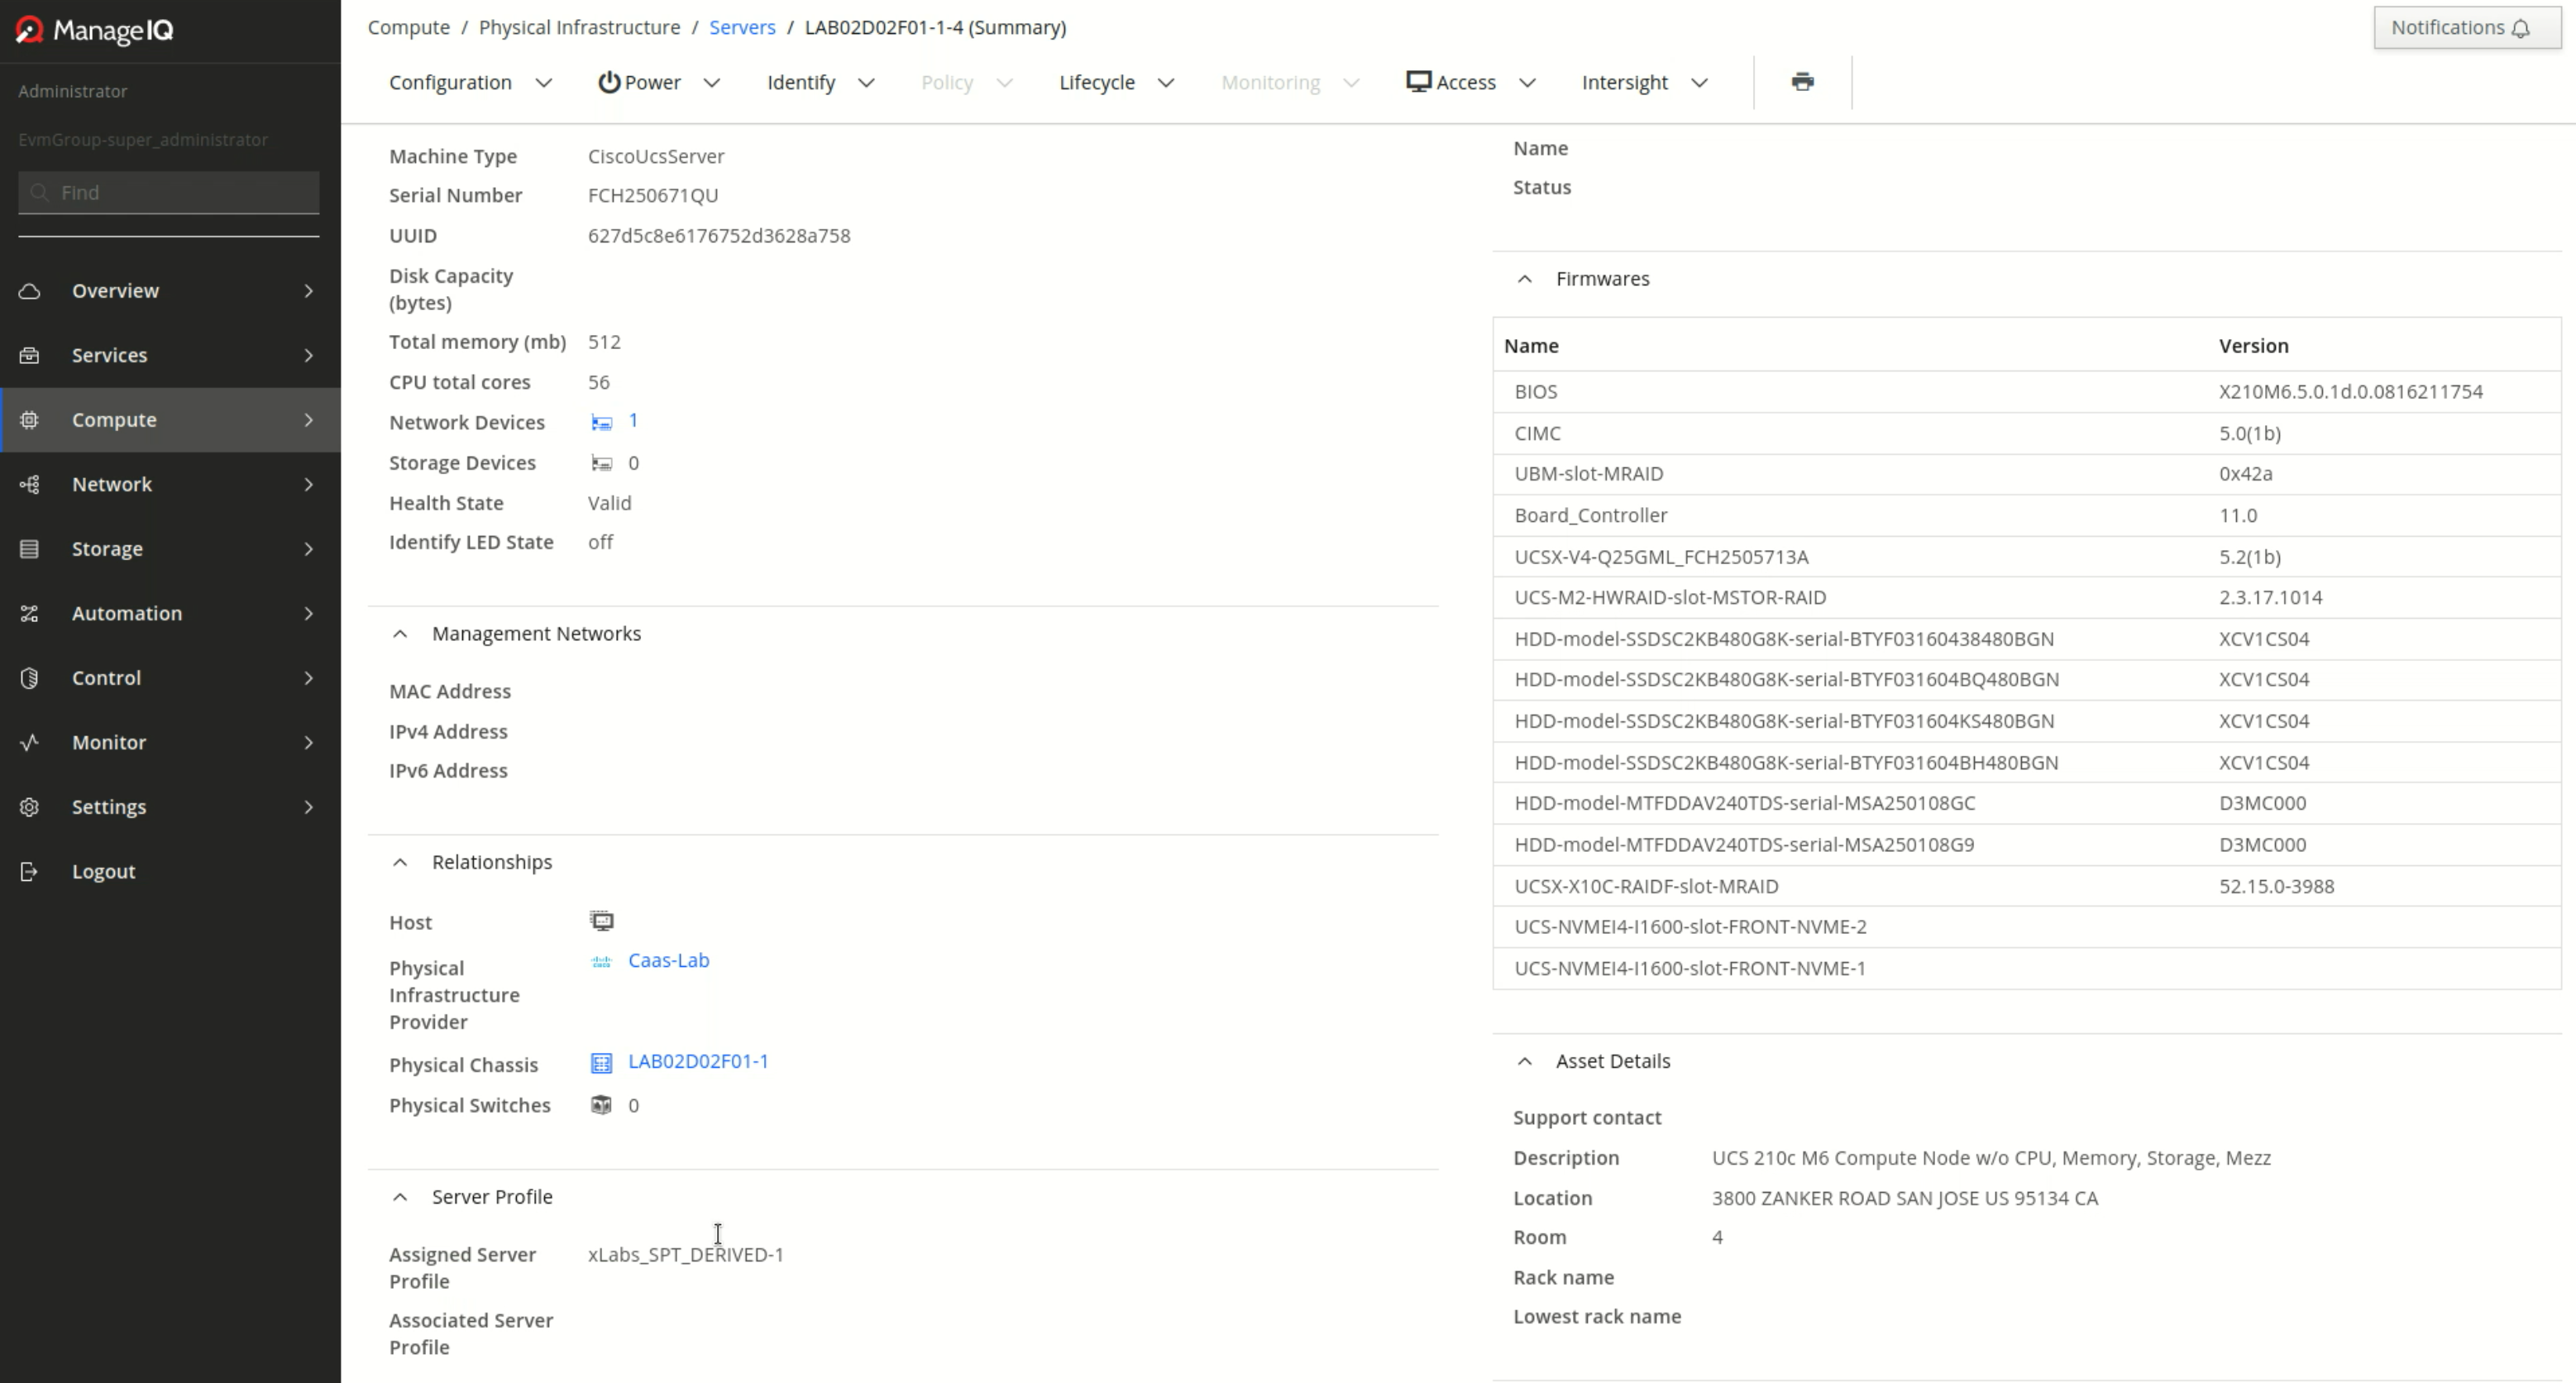 ManageIQ
Administrator
EvmGroup-super_administrator
Find
Overview
Services
Compute
Network
Storage
Automation
Control
Monitor
Settings
Logout
Compute / Physical Infrastructure / Servers / LAB02D02F01-1-4 (Summary)
Notifications
Configuration Power Identify Policy Lifecycle Monitoring Access Intersight
Machine Type CiscoUcsServer
Serial Number FCH250671QU
UUID 627d5c8e6176752d3628a758
Disk Capacity
(bytes)
Total memory (mb) 512
CPU total cores 56
Network Devices 1
Storage Devices 0
Health State Valid
Identify LED State off
Management Networks
MAC Address
IPv4 Address
IPv6 Address
Relationships
Host
Physical
Infrastructure
Provider
Caas-Lab
Physical Chassis LAB02D02F01-1
Physical Switches 0
Server Profile
Assigned Server
Profile
xLabs_SPT_DERIVED-1
Associated Server
Profile
Name
Status
Firmwares
Name Version
BIOS X210M6.5.0.1d.0.0816211754
CIMC 5.0(1b)
UBM-slot-MRAID 0x42a
Board_Controller 11.0
UCSX-V4-Q25GML_FCH2505713A 5.2(1b)
UCS-M2-HWRAID-slot-MSTOR-RAID 2.3.17.1014
HDD-model-SSDSC2KB480G8K-serial-BTYF03160438480BGN XCV1CS04
HDD-model-SSDSC2KB480G8K-serial-BTYF031604BQ480BGN XCV1CS04
HDD-model-SSDSC2KB480G8K-serial-BTYF031604KS480BGN XCV1CS04
HDD-model-SSDSC2KB480G8K-serial-BTYF031604BH480BGN XCV1CS04
HDD-model-MTFDDAV240TDS-serial-MSA250108GC D3MC000
HDD-model-MTFDDAV240TDS-serial-MSA250108G9 D3MC000
UCSX-X10C-RAIDF-slot-MRAID 52.15.0-3988
UCS-NVMEI4-I1600-slot-FRONT-NVME-2
UCS-NVMEI4-I1600-slot-FRONT-NVME-1
Asset Details
Support contact
Description UCS 210c M6 Compute Node w/o CPU, Memory, Storage, Mezz
Location 3800 ZANKER ROAD SAN JOSE US 95134 CA
Room 4
Rack name
Lowest rack name